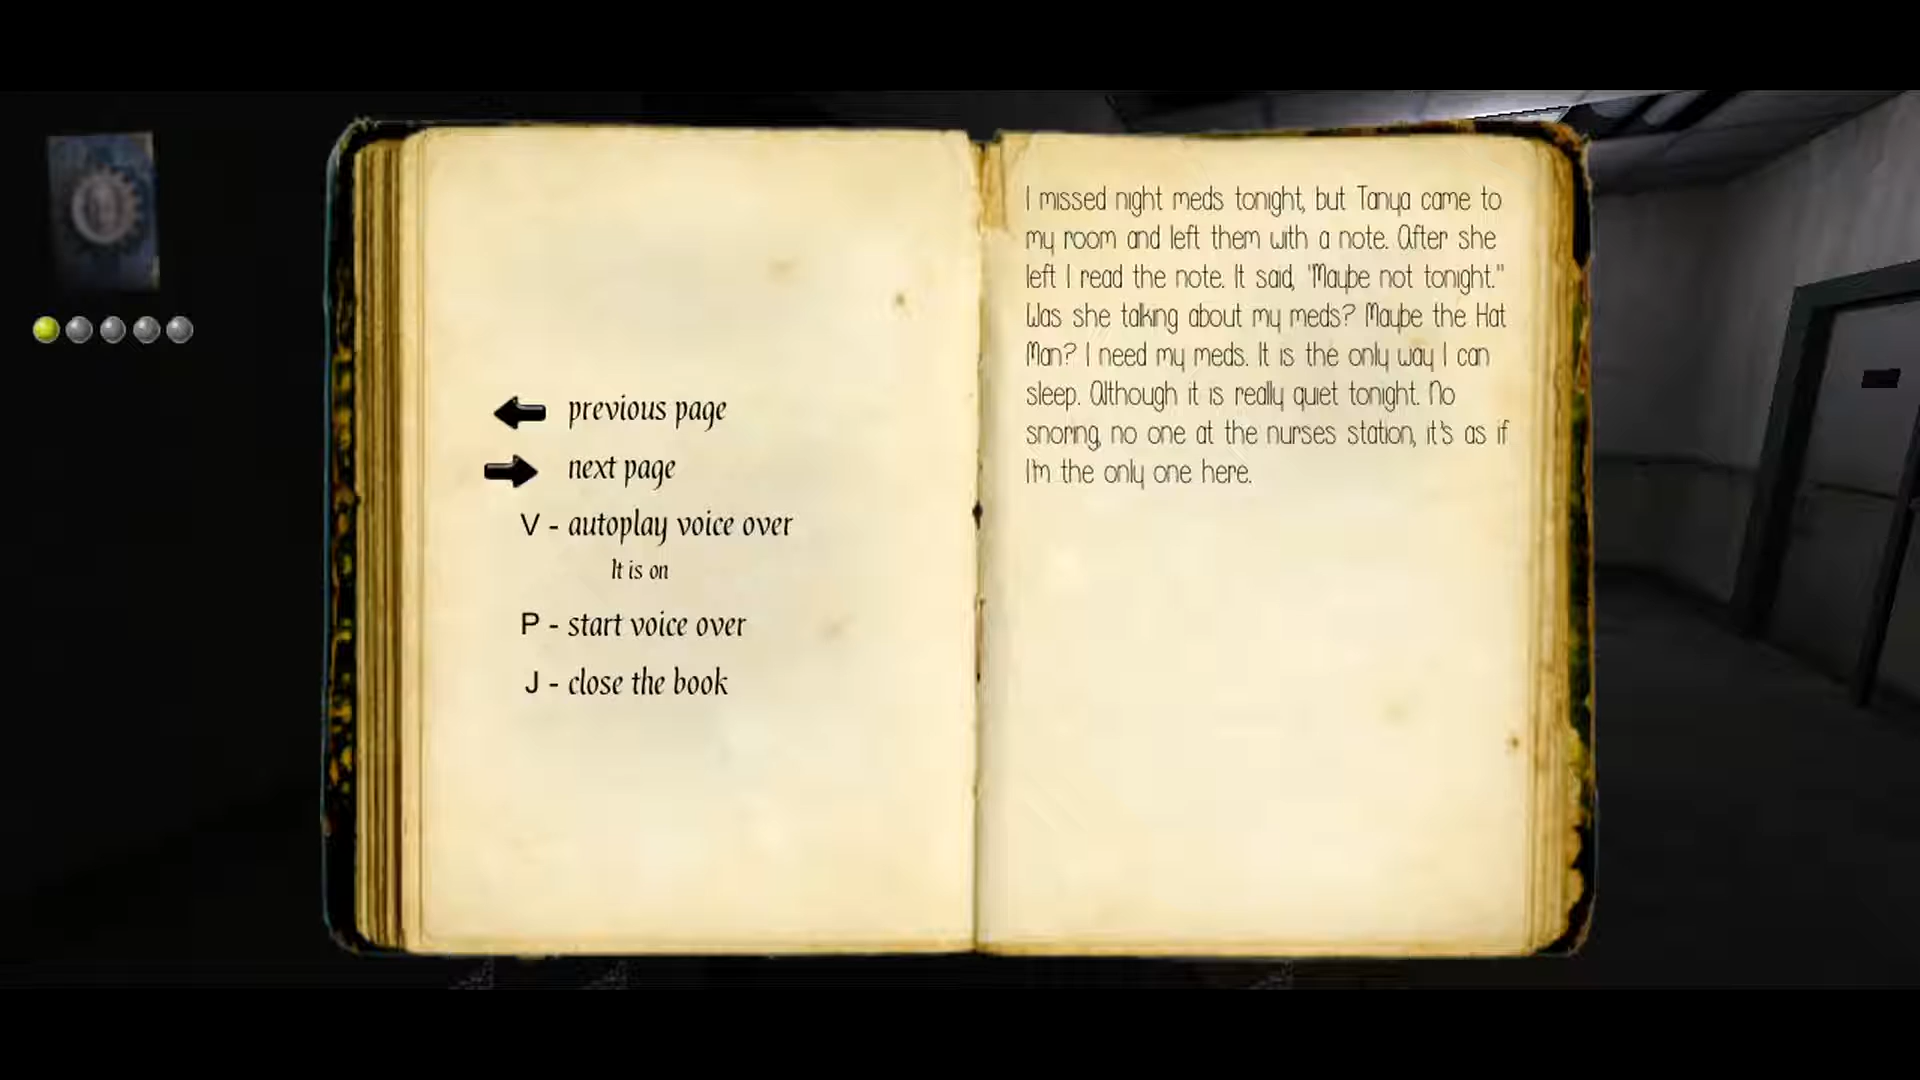 previous page
next page
V - autoplay voice over
It is on
P - start voice over
J - close the book
I missed night meds tonight, but Tanya came to
my room and left them with a note. After she
left I read the note. It said, "Maybe not tonight."
Was she talking about my meds? Maybe the Hat
Man? I need my meds. It is the only way I can
sleep. Although it is really quiet tonight. No
snoring, no one at the nurses station, it's as if
I'm the only one here.